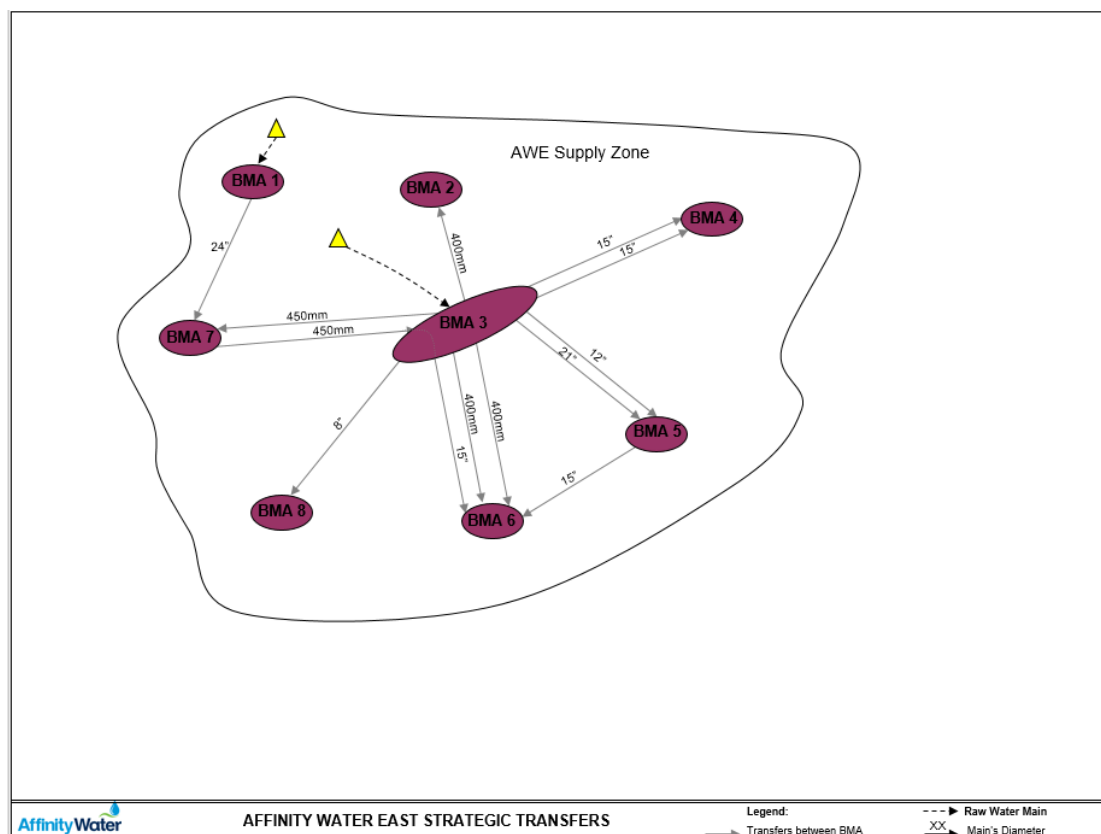 AWE Supply Zone
BMA 1
BMA 2
BMA 4
24"
400mm
15"
15"
BMA 3
450mm
BMA 7
450mm
12"
21"
8"
400mm
400mm
15"
BMA 5
15"
BMA 8
BMA 6
AffinityWater
AFFINITY WATER EAST STRATEGIC TRANSFERS
Legend:
Transfers between BMA
Raw Water Main
XX
Main's Diameter